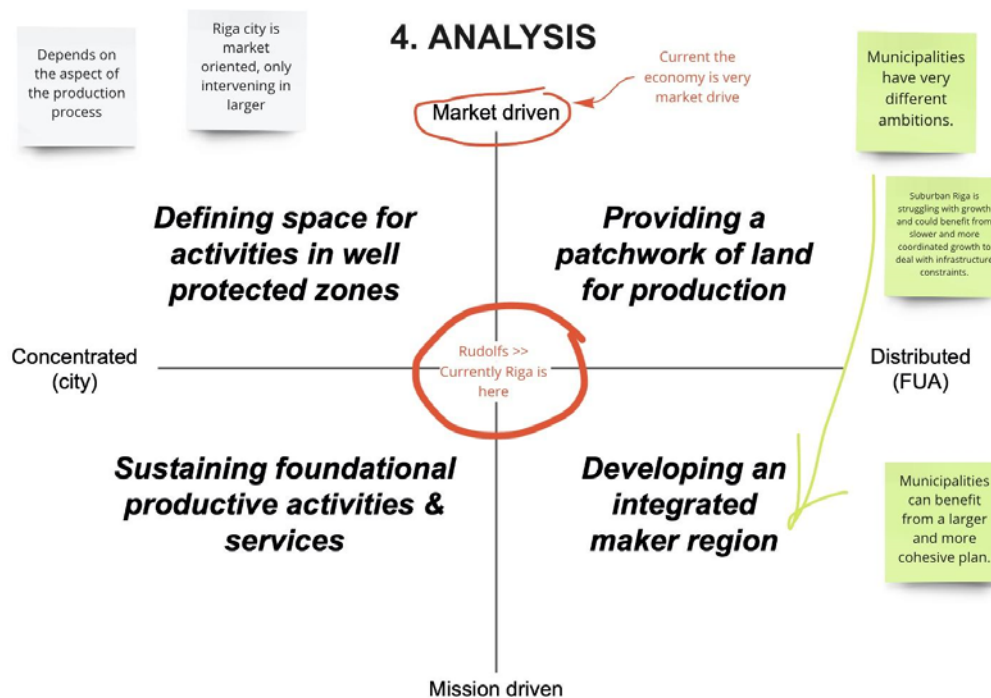 4. ANALYSIS
Depends on
the aspect of
the production
process
Riga city is
market
oriented, only
intervening in
larger
Current the
economy is very
market drive
Market driven
Municipalities
have very
different
ambitions.
Suburban Riga is
struggling with growth
and could benefit from
slower and more
coordinated growth to
deal with infrastructure
constraints.
Defining space for
activities in well
protected zones
Providing a
patchwork of land
for production
Concentrated
(city)
Rudolfs >>
Currently Riga is
here
Distributed
(FUA)
Sustaining foundational
productive activities &
services
Developing an
integrated
maker region
Municipalities
can benefit
from a larger
and more
cohesive plan.
Mission driven